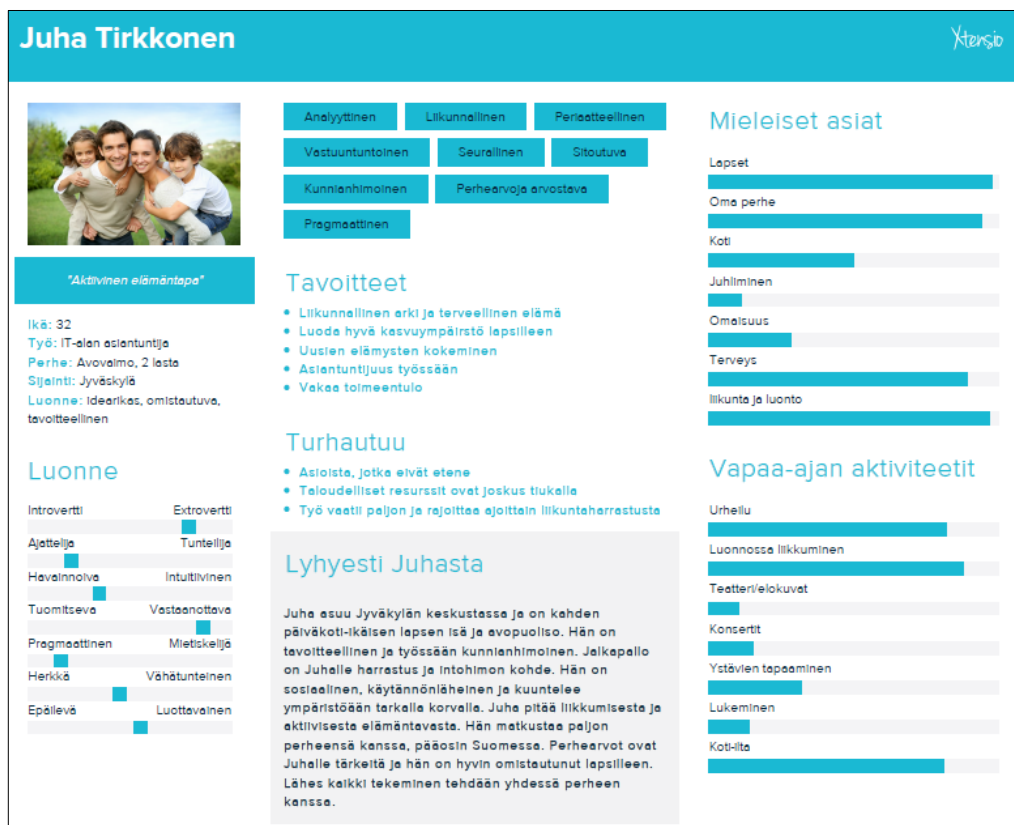 Juha Tirkkonen
Xtensio
"Aktiivinen elämäntapa"
Ikä: 32
Työ: IT-alan asiantuntija
Perhe: Avovaimo, 2 lasta
Sijainti: Jyväskylä
Luonne: idearikas, omistautuva,
tavoitteellinen
Luonne
Introvertti Extrovertti
Ajattelija Tunteilija
Havainnoiva Intuitiivinen
Tuomitseva Vastaanottava
Pragmaattinen Mietiskelijä
Herkkä Vähätunteinen
Epäilevä Luottavainen
Analyyttinen Liikunnallinen Periaatteellinen
Vastuuntuntoinen Seurallinen Sitoutuva
Kunnianhimoinen Perhearvoja arvostava
Pragmaattinen
Tavoitteet
Liikunnallinen arki ja terveellinen elämä
Luoda hyvä kasvuympäirstö lapsilleen
Uusien elämysten kokeminen
Asiantuntijuus työssään
Vakaa toimeentulo
Turhautuu
Asioista, jotka eivät etene
Taloudelliset resurssit ovat joskus tiukalla
Työ vaatii paljon ja rajoittaa ajoittain liikuntaharrastusta
Lyhyesti Juhasta
Juha asuu Jyväkylän keskustassa ja on kahden
päiväkoti-ikäisen lapsen isä ja avopuoliso. Hän on
tavoitteellinen ja työssään kunnianhimoinen. Jalkapallo
on Juhalle harrastus ja intohimon kohde. Hän on
sosiaalinen, käytännönläheinen ja kuuntelee
ympäristöään tarkalla korvalla. Juha pitää liikkumisesta ja
aktiivisesta elämäntavasta. Hän matkustaa paljon
perheensä kanssa, pääosin Suomessa. Perhearvot ovat
Juhalle tärkeitä ja hän on hyvin omistautunut lapsilleen.
Lähes kaikki tekeminen tehdään yhdessä perheen
kanssa.
Mieleiset asiat
Lapset
Oma perhe
Koti
Juhliminen
Omaisuus
Terveys
liikunta ja luonto
Vapaa-ajan aktiviteetit
Urheilu
Luonnossa liikkuminen
Teatteri/elokuvat
Konsertit
Ystävien tapaaminen
Lukeminen
Koti-ilta